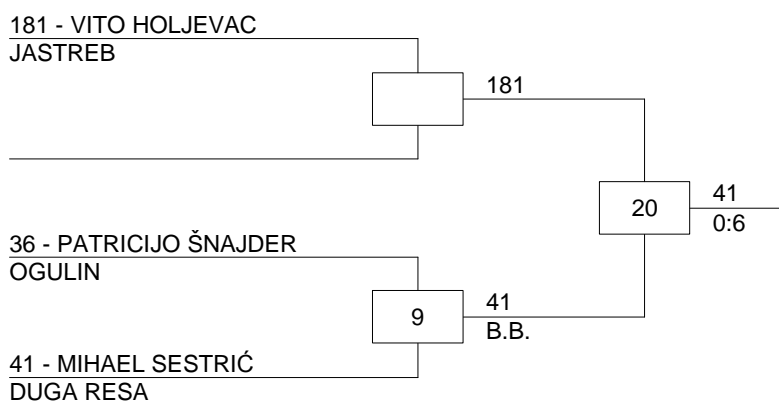 181 - VITO HOLJEVAC
JASTREB
181
36 - PATRICIJO ŠNAJDER
OGULIN
9
41
B.B.
41 - MIHAEL SESTRIĆ
DUGA RESA
20
41
0:6